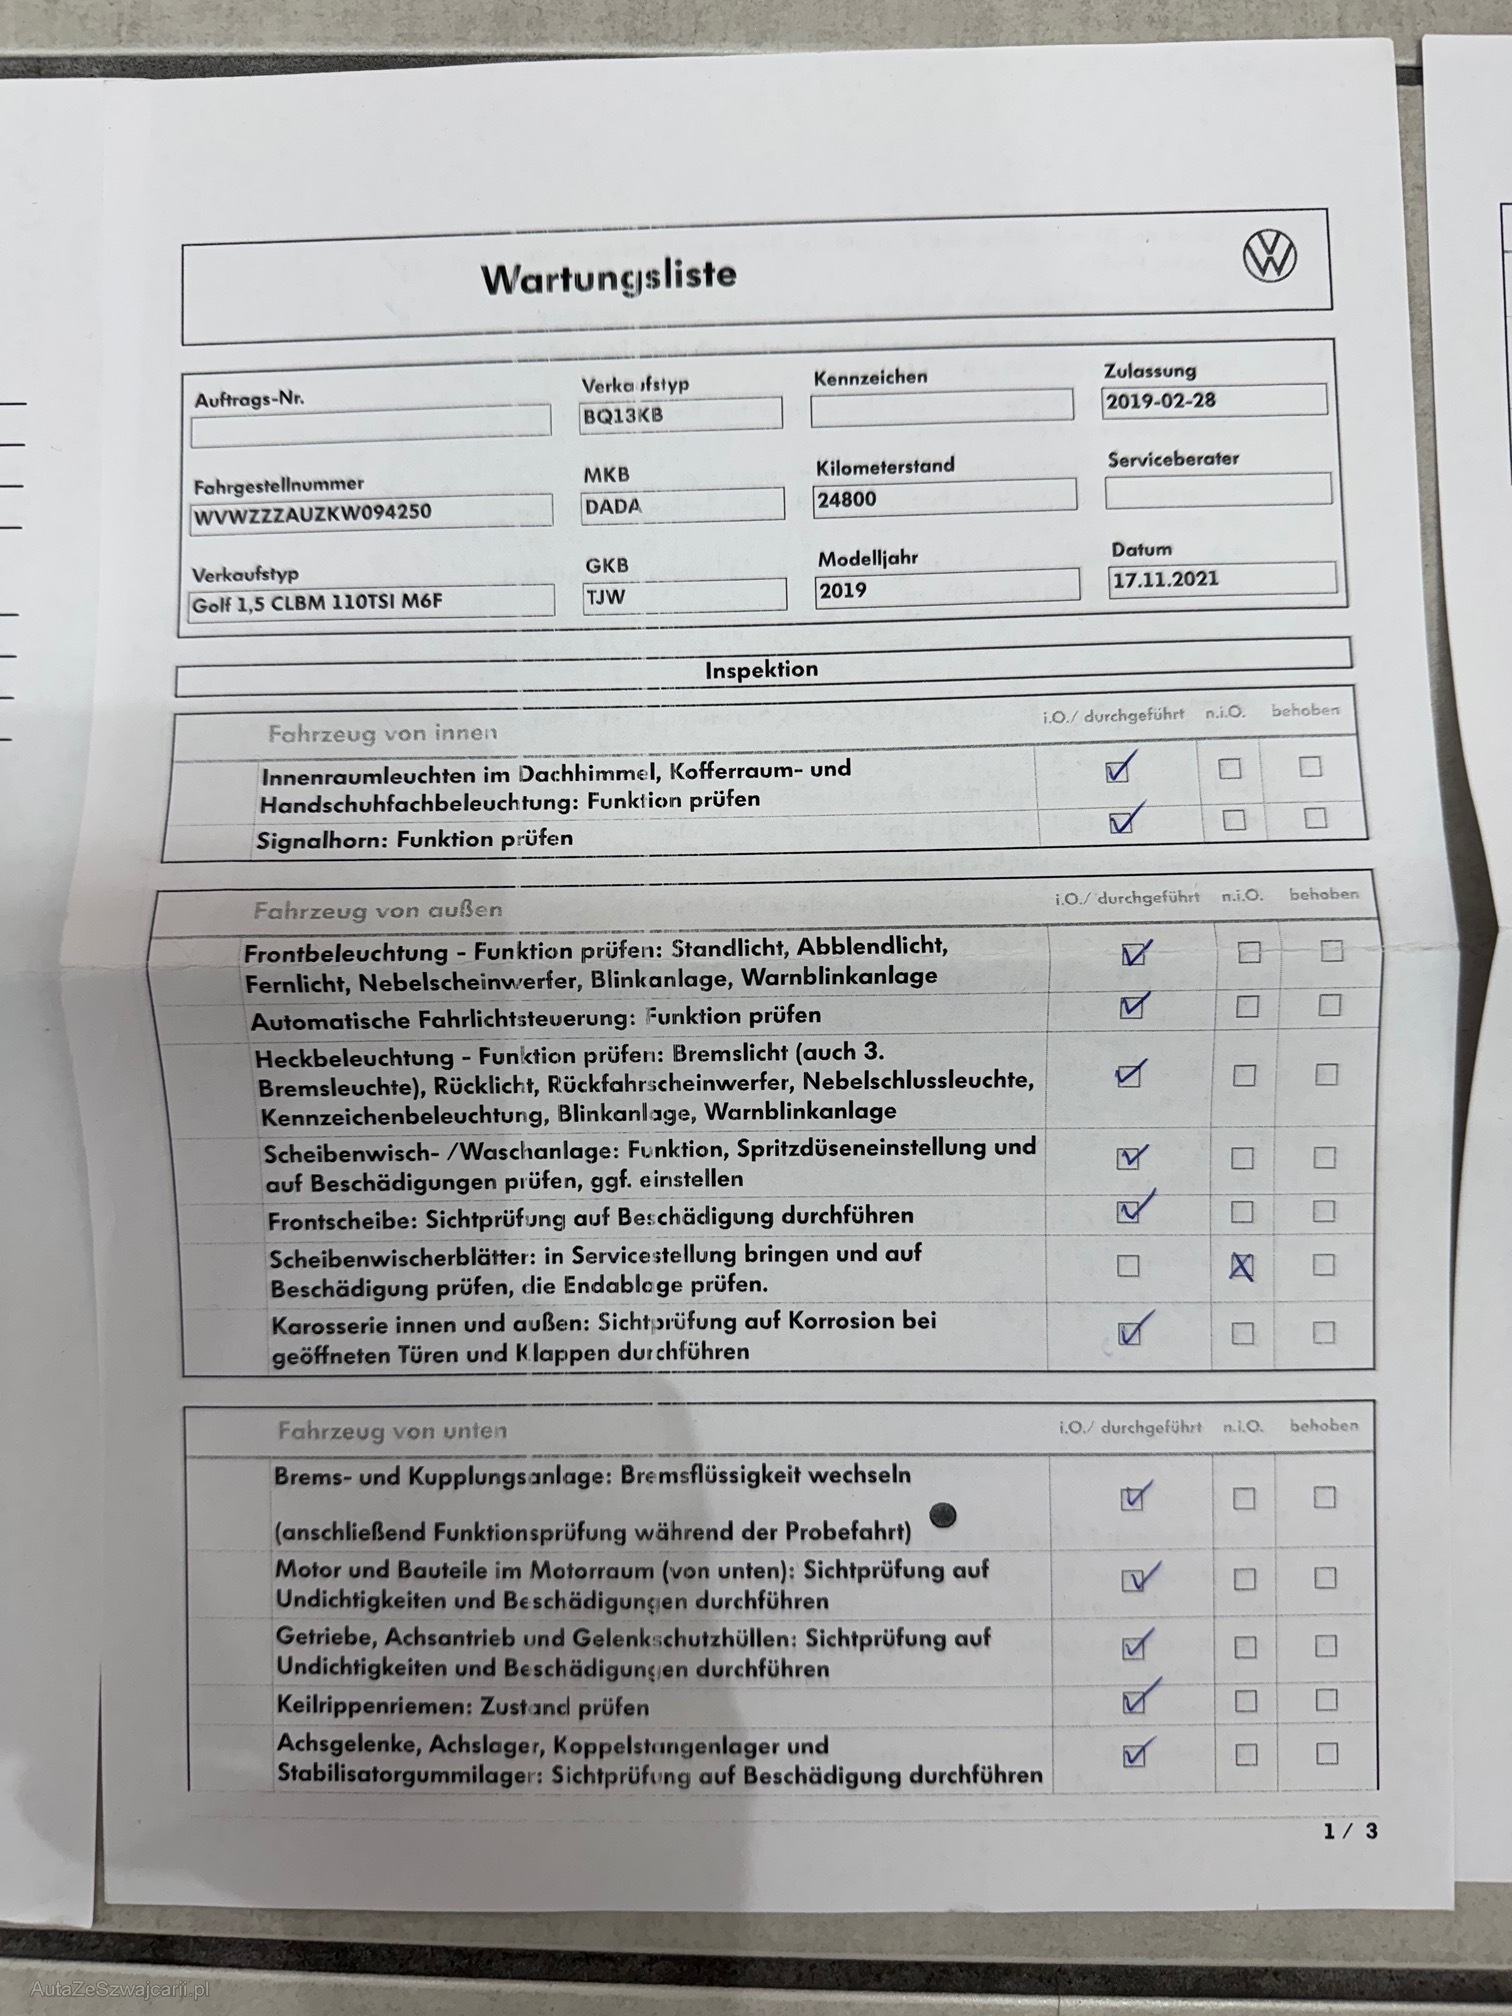 Wartungsliste
Auftrags-Nr.
Verkaufstyp
BQ13KB
Kennzeichen
Zulassung
2019-02-28
Fahrgestellnummer
WVWZZZAUZKW094250
MKB
DADA
Kilometerstand
24800
Serviceberater
Verkaufstyp
Golf 1,5 CLBM 110TSI M6F
GKB
TJW
Modelljahr
2019
Datum
17.11.2021
Inspektion
Fahrzeug von innen i.O./ durchgeführt n.i.O. behoben
Innenraumleuchten im Dachhimmel, Kofferraum- und
Handschuhfachbeleuchtung: Funktion prüfen
Signalhorn: Funktion prüfen
Fahrzeug von außen i.O./ durchgeführt n.i.O. behoben
Frontbeleuchtung - Funktion prüfen: Standlicht, Abblendlicht,
Fernlicht, Nebelscheinwerfer, Blinkanlage, Warnblinkanlage
Automatische Fahrlichtsteuerung: Funktion prüfen
Heckbeleuchtung - Funktion prüfen: Bremslicht (auch 3.
Bremsleuchte), Rücklicht, Rückfahrscheinwerfer, Nebelschlussleuchte,
Kennzeichenbeleuchtung, Blinkanlage, Warnblinkanlage
Scheibenwisch- /Waschanlage: Funktion, Spritzdüseneinstellung und
auf Beschädigungen prüfen, ggf. einstellen
Frontscheibe: Sichtprüfung auf Beschädigung durchführen
Scheibenwischerblätter: in Servicestellung bringen und auf
Beschädigung prüfen, die Endablage prüfen.
Karosserie innen und außen: Sichtprüfung auf Korrosion bei
geöffneten Türen und Klappen durchführen
Fahrzeug von unten i.O./ durchgeführt n.i.O. behoben
Brems- und Kupplungsanlage: Bremsflüssigkeit wechseln
(anschließend Funktionsprüfung während der Probefahrt)
Motor und Bauteile im Motorraum (von unten): Sichtprüfung auf
Undichtigkeiten und Beschädigungen durchführen
Getriebe, Achsantrieb und Gelenkschutzhüllen: Sichtprüfung auf
Undichtigkeiten und Beschädigungen durchführen
Keilrippenriemen: Zustand prüfen
Achsgelenke, Achslager, Koppelstangenlager und
Stabilisatorgummilager: Sichtprüfung auf Beschädigung durchführen
1 / 3
AutaZeSzwajcarii.pl